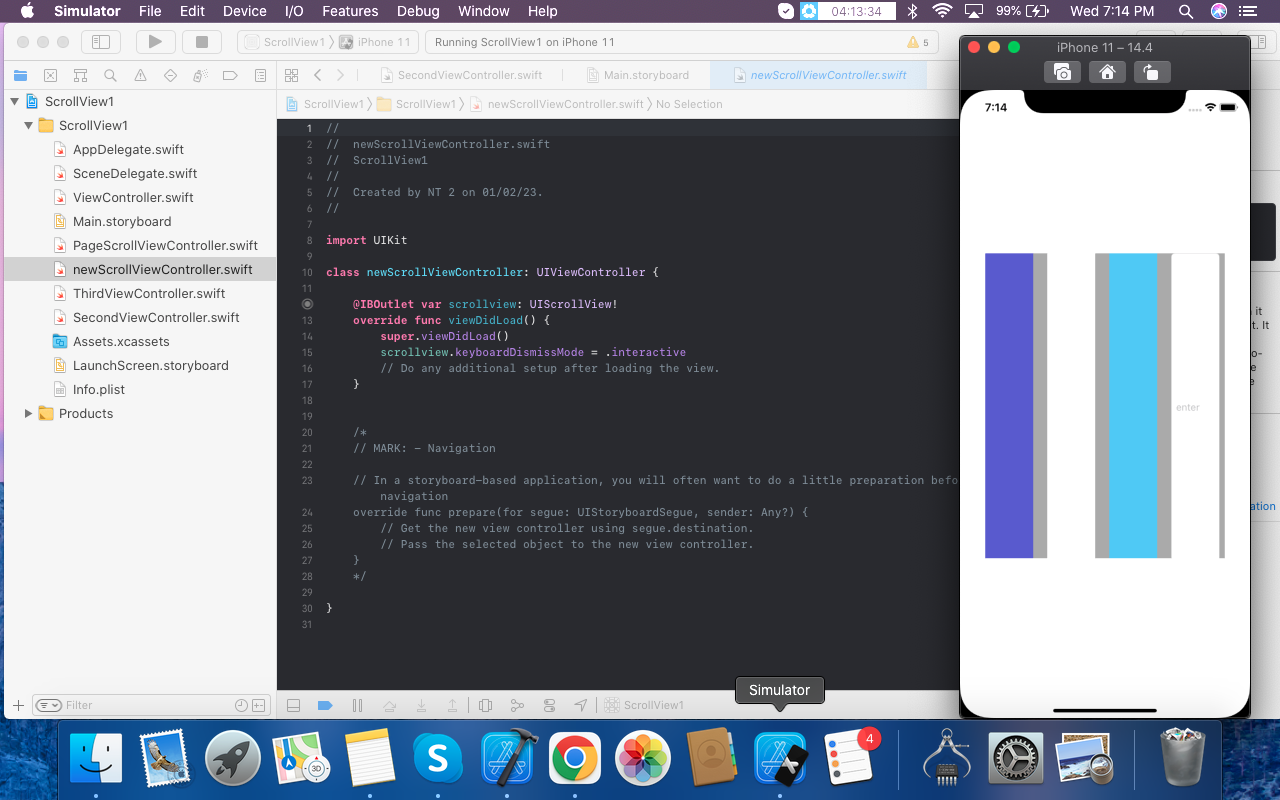 Simulator File Edit Device I/O Features Debug Window Help 04:13:34 99% Wed 7:14 PM
ScrollView1 iPhone 11 Running ScrollView1 on iPhone 11 5
SecondViewController.swift Main.storyboard newScrollViewController.swift
ScrollView1 ScrollView1 newScrollViewController.swift No Selection
ScrollView1
ScrollView1
AppDelegate.swift
SceneDelegate.swift
ViewController.swift
Main.storyboard
PageScrollViewController.swift
newScrollViewController.swift
ThirdViewController.swift
SecondViewController.swift
Assets.xcassets
LaunchScreen.storyboard
Info.plist
Products
Filter
1 //
2 //  newScrollViewController.swift
3 //  ScrollView1
4 //
5 //  Created by NT 2 on 01/02/23.
6 //
7
8 import UIKit
9
10 class newScrollViewController: UIViewController {
11
@IBOutlet var scrollview: UIScrollView!
13 override func viewDidLoad() {
14 super.viewDidLoad()
15 scrollview.keyboardDismissMode = .interactive
16 // Do any additional setup after loading the view.
17 }
18
19
20 /*
21 // MARK: - Navigation
22
23 // In a storyboard-based application, you will often want to do a little preparation befo
navigation
24 override func prepare(for segue: UIStoryboardSegue, sender: Any?) {
25 // Get the new view controller using segue.destination.
26 // Pass the selected object to the new view controller.
27 }
28 */
29
30 }
31
ScrollView1
iPhone 11 – 14.4
7:14
enter
it
t. It
o-
e
e
ation
Simulator
3D
S
4